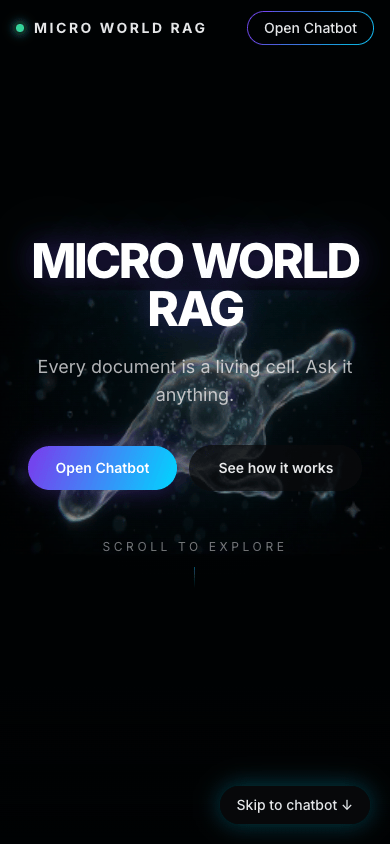 MICRO WORLD RAG
Open Chatbot
MICRO WORLD
RAG
Every document is a living cell. Ask it
anything.
Open Chatbot
See how it works
SCROLL TO EXPLORE
Skip to chatbot ↓